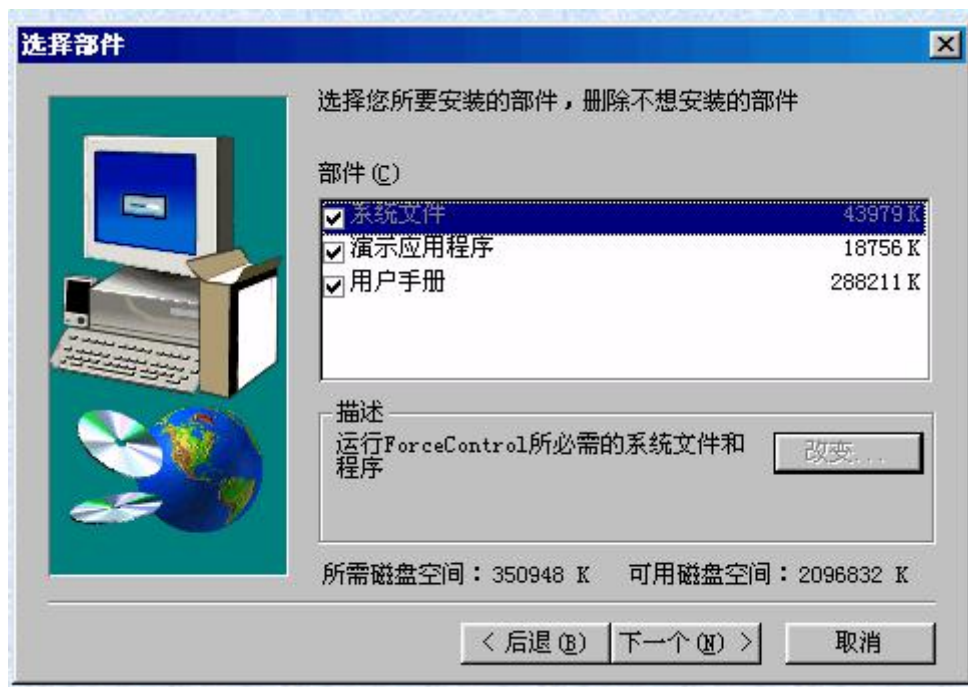 选择部件
选择您所要安装的部件，删除不想安装的部件
部件(C)
系统文件 43979 K
演示应用程序 18756 K
用户手册 288211 K
描述
运行ForceControl所必需的系统文件和
程序
改变...
所需磁盘空间：350948 K 可用磁盘空间：2096832 K
< 后退(B) 下一个(N) > 取消